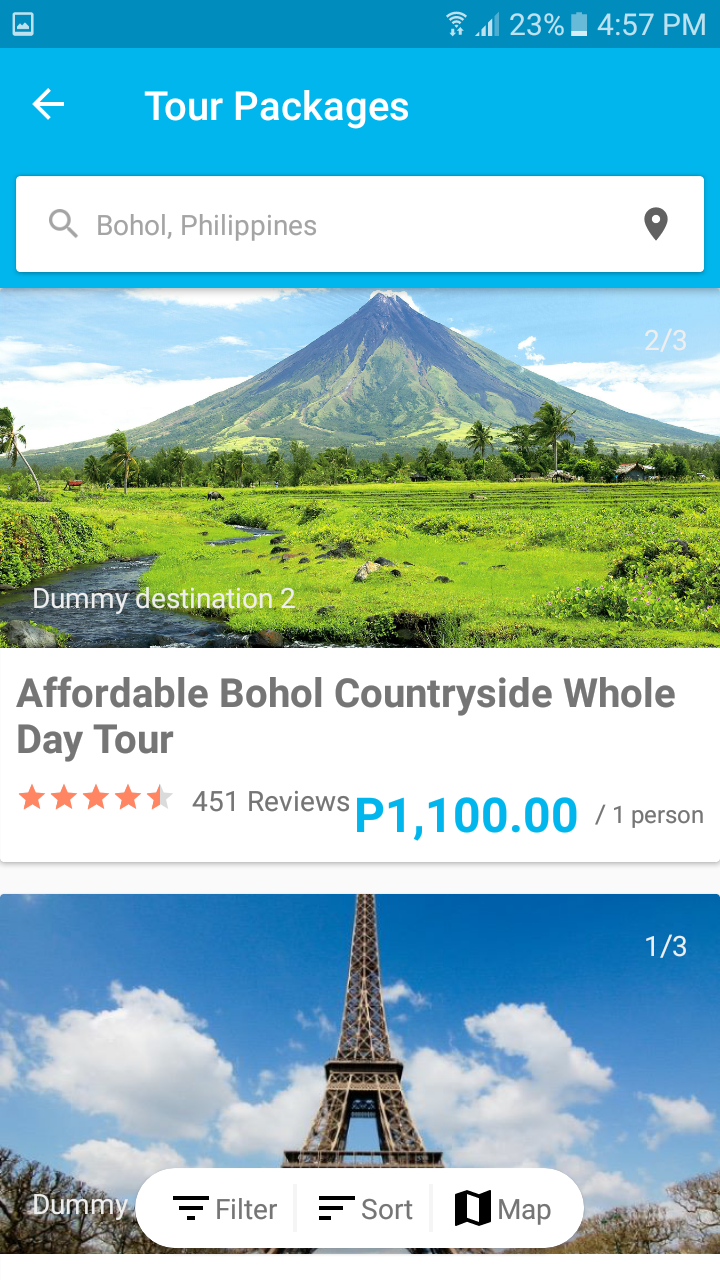 23% 4:57 PM
Tour Packages
Bohol, Philippines
2/3
Dummy destination 2
Affordable Bohol Countryside Whole
Day Tour
451 Reviews P1,100.00 / 1 person
1/3
Dummy
Filter Sort Map